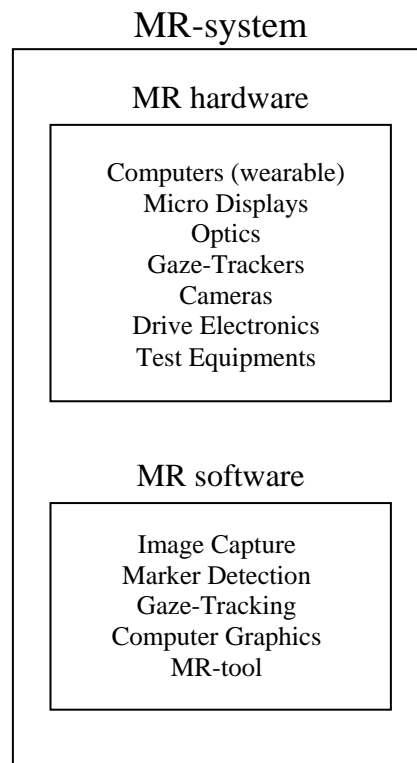 MR-system
MR hardware
Computers (wearable)
Micro Displays
Optics
Gaze-Trackers
Cameras
Drive Electronics
Test Equipments
MR software
Image Capture
Marker Detection
Gaze-Tracking
Computer Graphics
MR-tool